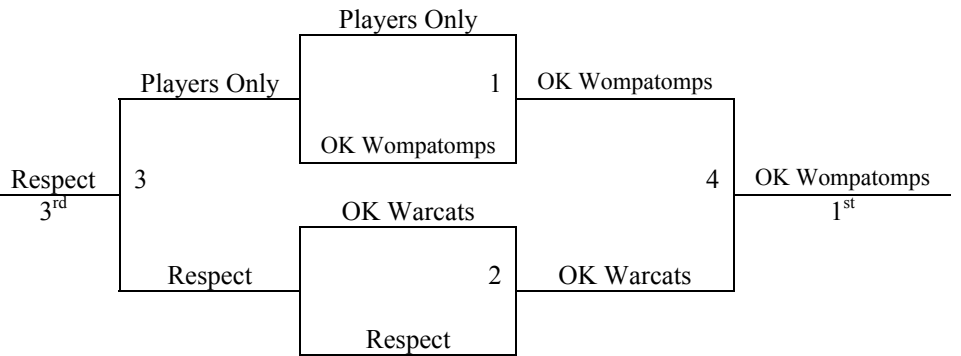 Players Only
Players Only 1 OK Wompatomps
OK Wompatomps
Respect 3 4 OK Wompatomps
3rd 1st
OK Warcats
Respect 2 OK Warcats
Respect